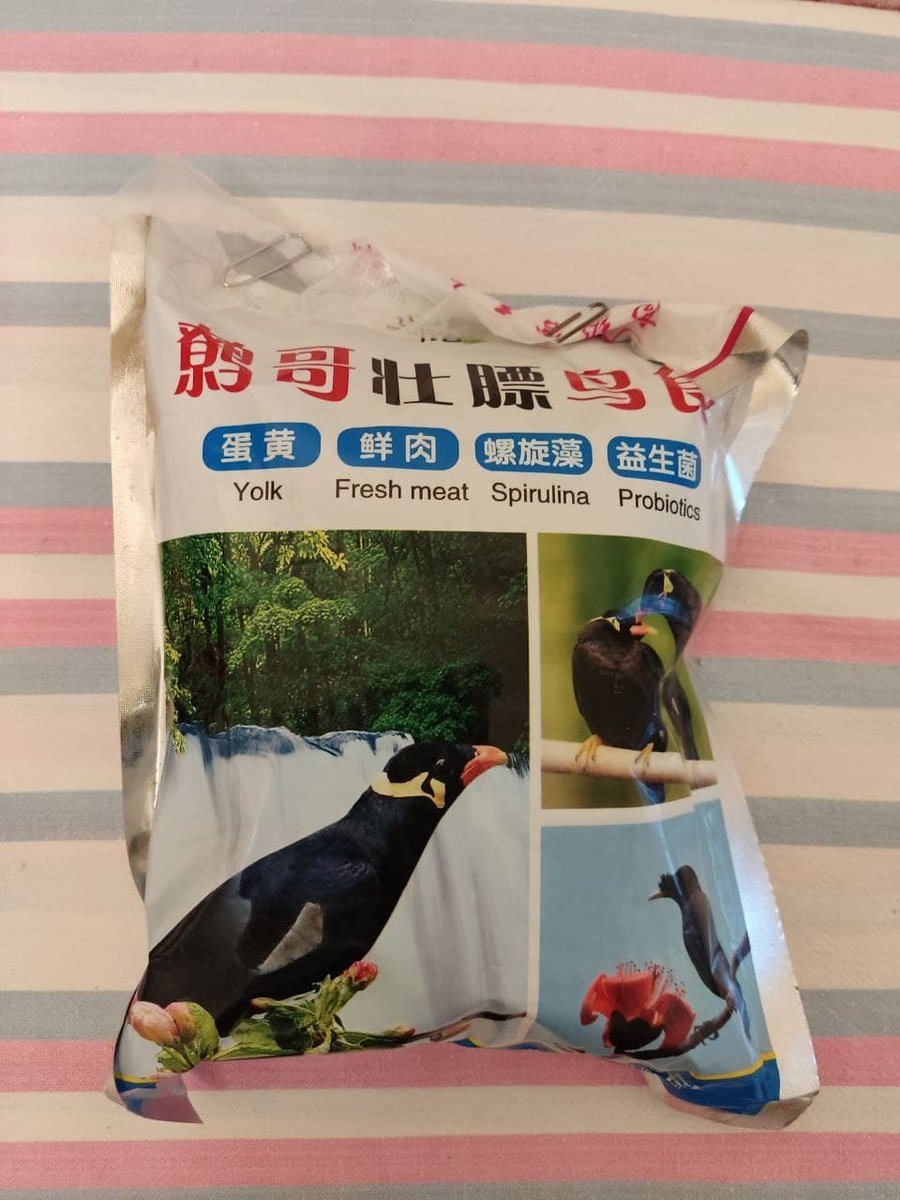 鹩哥壮膘鸟食
蛋黄 鲜肉 螺旋藻 益生菌
Yolk Fresh meat Spirulina Probiotics